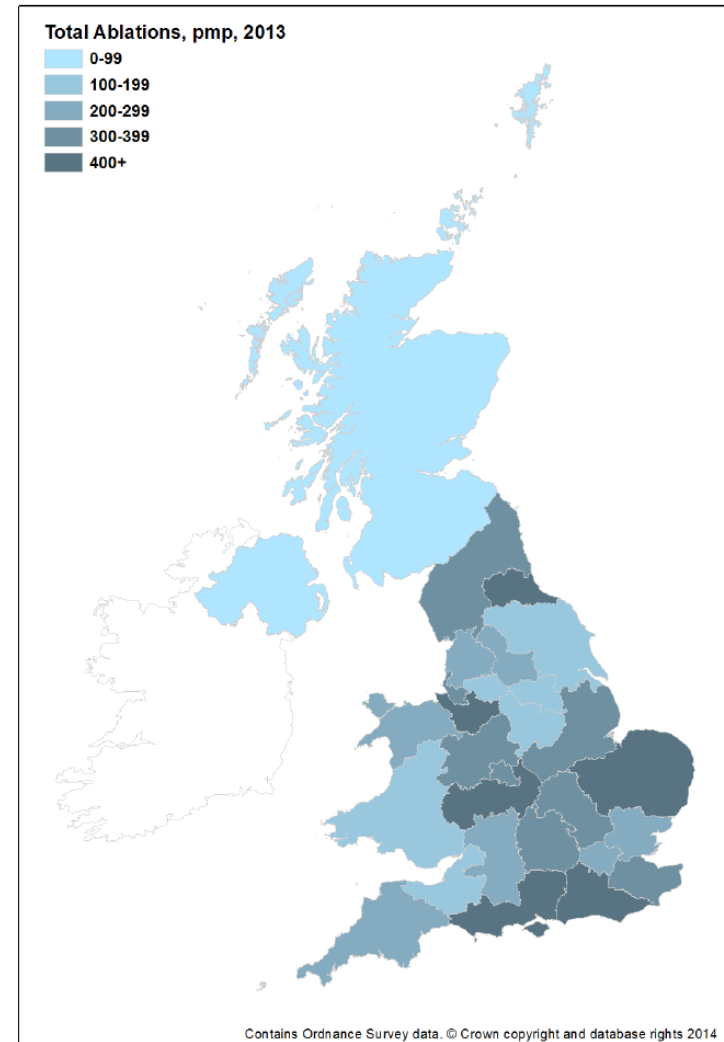 Total Ablations, pmp, 2013
0-99
100-199
200-299
300-399
400+
Contains Ordnance Survey data. © Crown copyright and database rights 2014